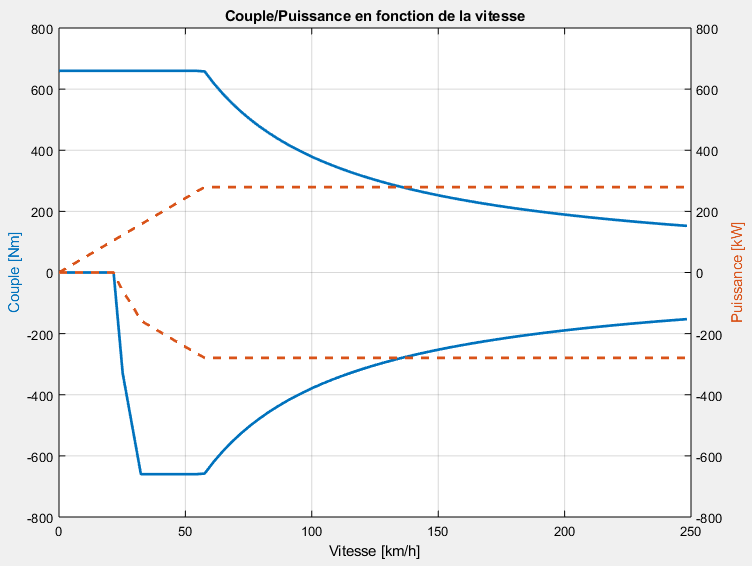 Couple/Puissance en fonction de la vitesse
800 800
600 600
400 400
200 200
0 0
-200 -200
-400 -400
-600 -600
-800 -800
Couple [Nm]
Puissance [kW]
0 50 100 150 200 250
Vitesse [km/h]